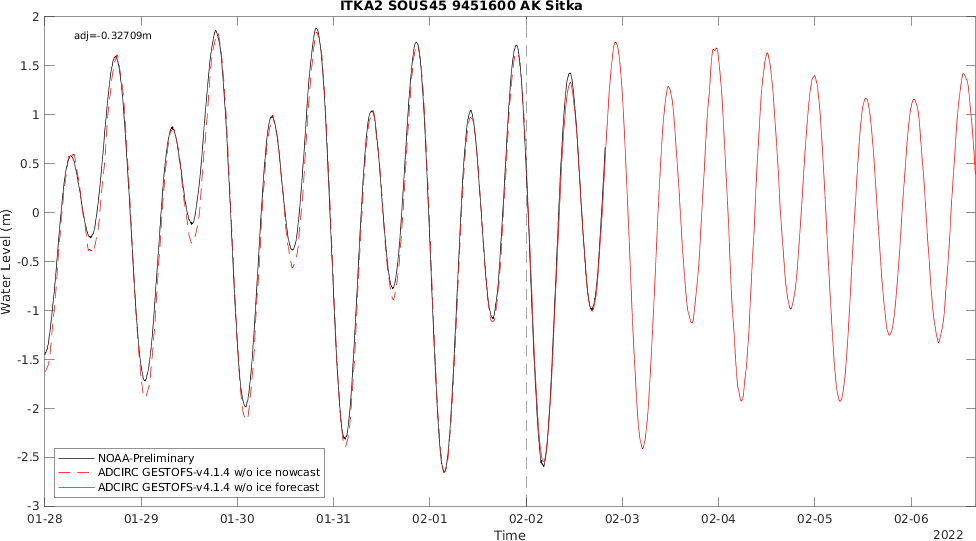 ITKA2 SOUS45 9451600 AK Sitka
adj=-0.32709m
2
1.5
1
0.5
0
-0.5
-1
-1.5
-2
-2.5
-3
Water Level (m)
NOAA-Preliminary
ADCIRC GESTOFS-v4.1.4 w/o ice nowcast
ADCIRC GESTOFS-v4.1.4 w/o ice forecast
01-28 01-29 01-30 01-31 02-01 02-02 02-03 02-04 02-05 02-06
Time
2022